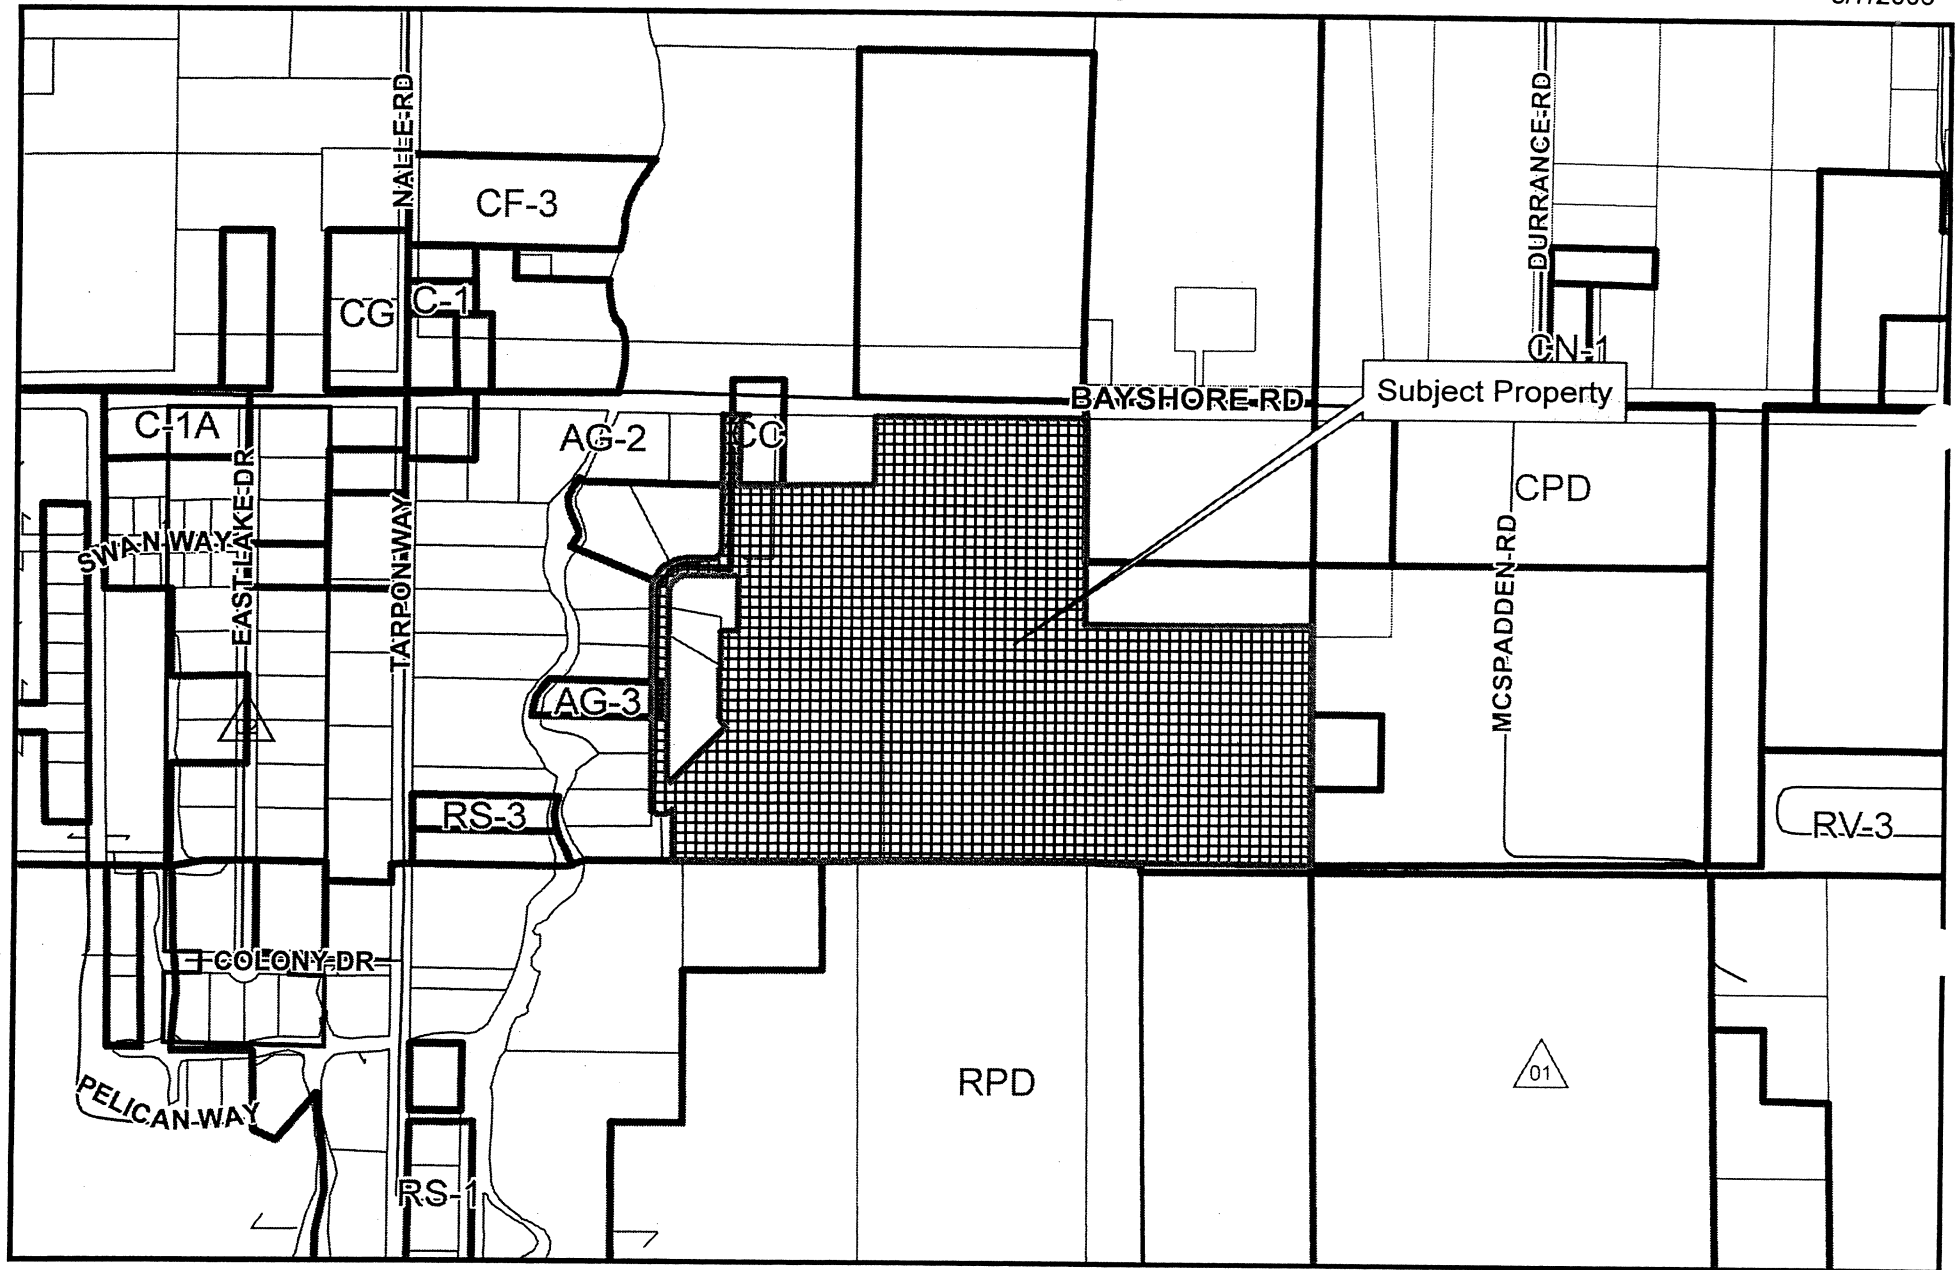 NALLE RD
DURRANCE RD
CF-3
CG
C-1
CN-1
BAYSHORE RD
Subject Property
C-1A
AG-2
CC
CPD
SWAN WAY
EAST LAKE DR
TARPON WAY
MCSPADDEN RD
AG-3
RS-3
RV-3
COLONY DR
PELICAN WAY
RPD
01
RS-1